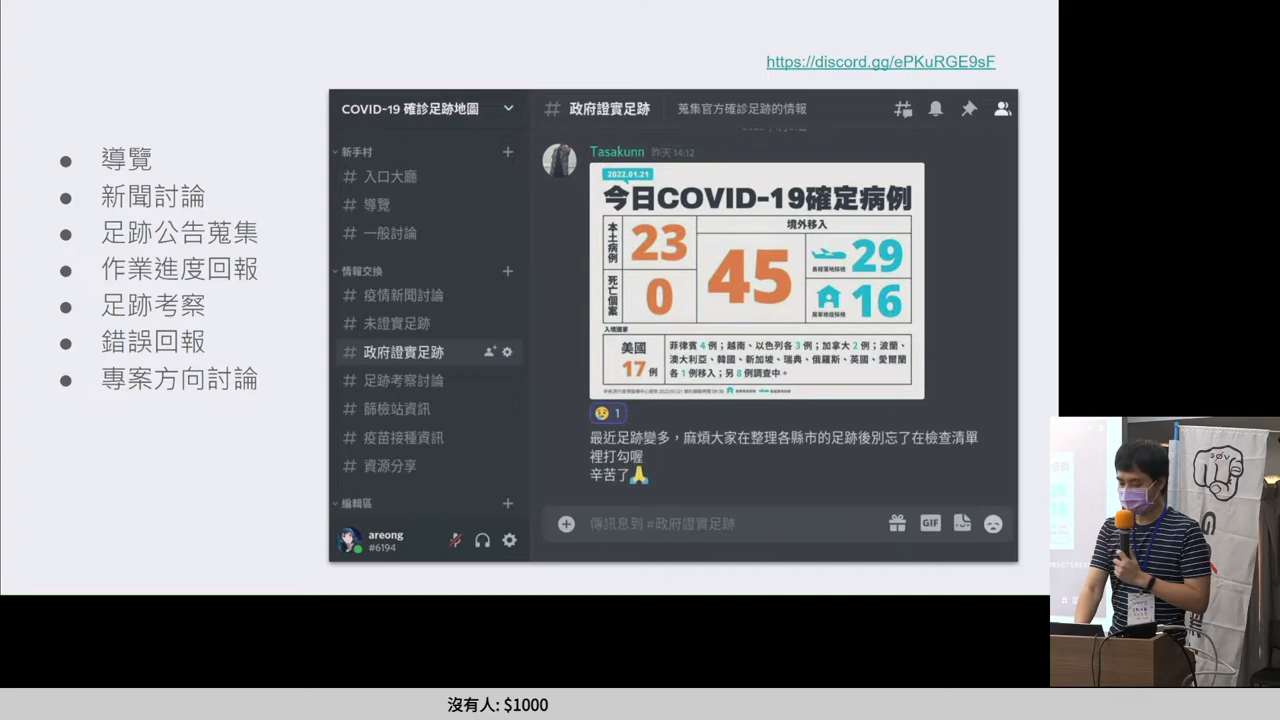 https://discord.gg/ePKuRGE9sF
導覽
新聞討論
足跡公告蒐集
作業進度回報
足跡考察
錯誤回報
專案方向討論
COVID-19 確診足跡地圖
新手村
入口大廳
導覽
一般討論
情報交換
疫情新聞討論
未證實足跡
政府證實足跡
足跡考察討論
篩檢站資訊
疫苗接種資訊
資源分享
編輯區
areong
#6194
政府證實足跡
蒐集官方確診足跡的情報
Tasakunn 昨天 14:12
2022.01.21
今日COVID-19確定病例
本土病例 23
死亡個案 0
境外移入
45
29
16
入境國家
美國
17例
菲律賓 4 例；越南、以色列各 3 例；加拿大 2 例；波蘭、
澳大利亞、韓國、新加坡、瑞典、俄羅斯、英國、愛爾蘭
各 1 例移入；另 8 例調查中。
1
最近足跡變多，麻煩大家在整理各縣市的足跡後別忘了在檢查清單
裡打勾喔
辛苦了🙏
傳訊息到 #政府證實足跡
GIF
沒有人: $1000